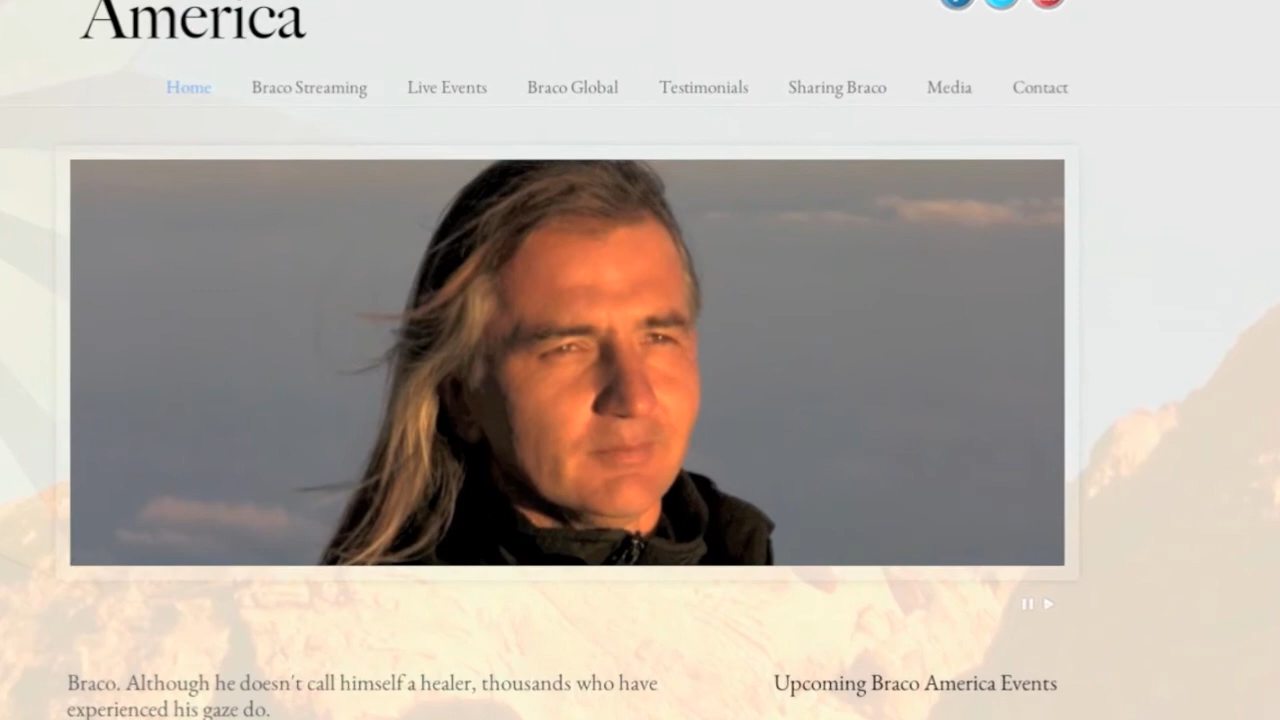 America
Home Braco Streaming Live Events Braco Global Testimonials Sharing Braco Media Contact
Braco. Although he doesn't call himself a healer, thousands who have
experienced his gaze do.
Upcoming Braco America Events